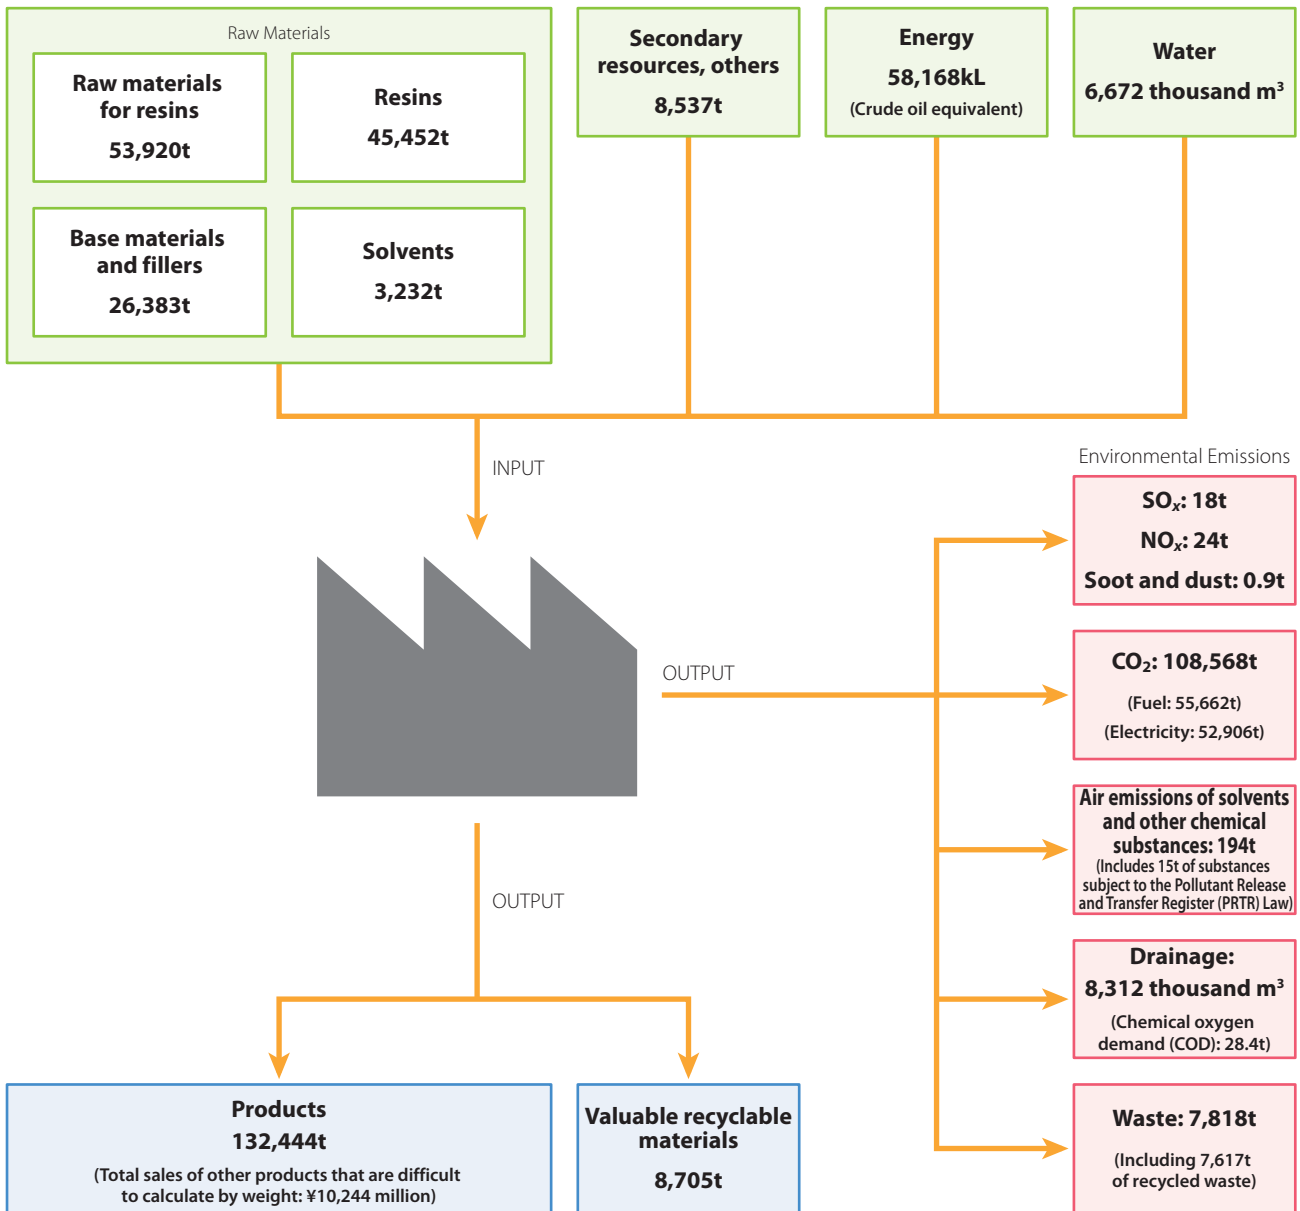 Raw Materials
Raw materials
for resins
53,920t
Resins
45,452t
Base materials
and fillers
26,383t
Solvents
3,232t
Secondary
resources, others
8,537t
Energy
58,168kL
(Crude oil equivalent)
Water
6,672 thousand m³
INPUT
Environmental Emissions
SOₓ: 18t
NOₓ: 24t
Soot and dust: 0.9t
OUTPUT
CO₂: 108,568t
(Fuel: 55,662t)
(Electricity: 52,906t)
Air emissions of solvents
and other chemical
substances: 194t
(Includes 15t of substances
subject to the Pollutant Release
and Transfer Register (PRTR) Law)
Drainage:
8,312 thousand m³
(Chemical oxygen
demand (COD): 28.4t)
Waste: 7,818t
(Including 7,617t
of recycled waste)
OUTPUT
Products
132,444t
(Total sales of other products that are difficult
to calculate by weight: ¥10,244 million)
Valuable recyclable
materials
8,705t